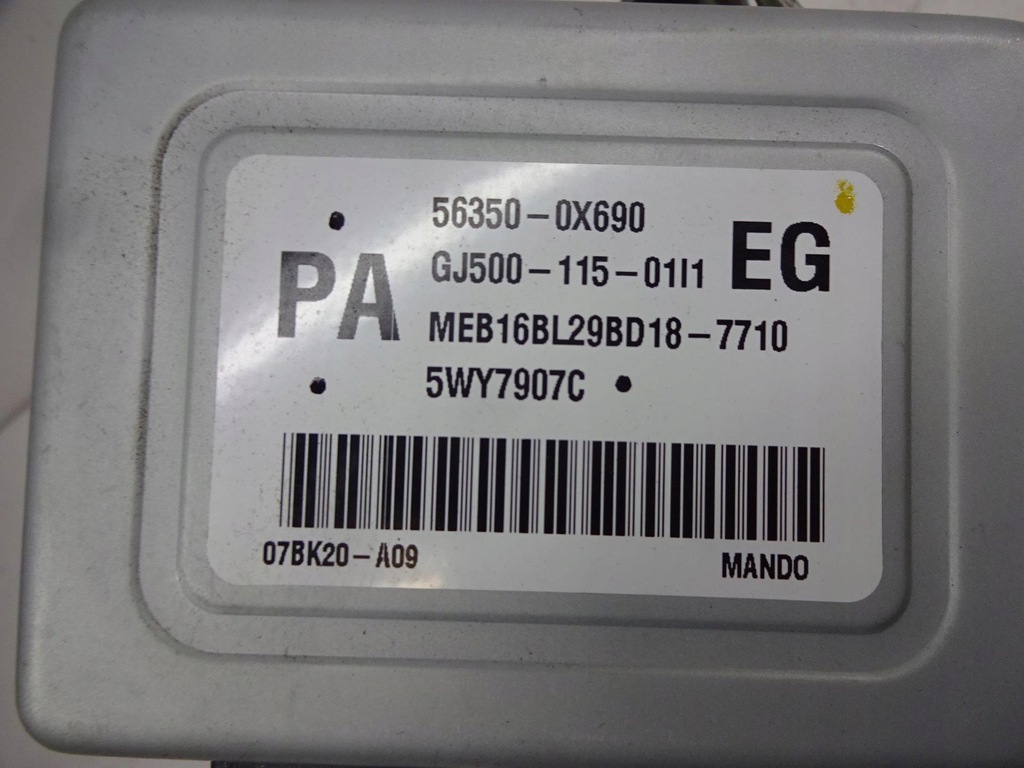 56350-0X690
PA
GJ500-115-01I1
EG
MEB16BL29BD18-7710
5WY7907C
07BK20-A09
MANDO